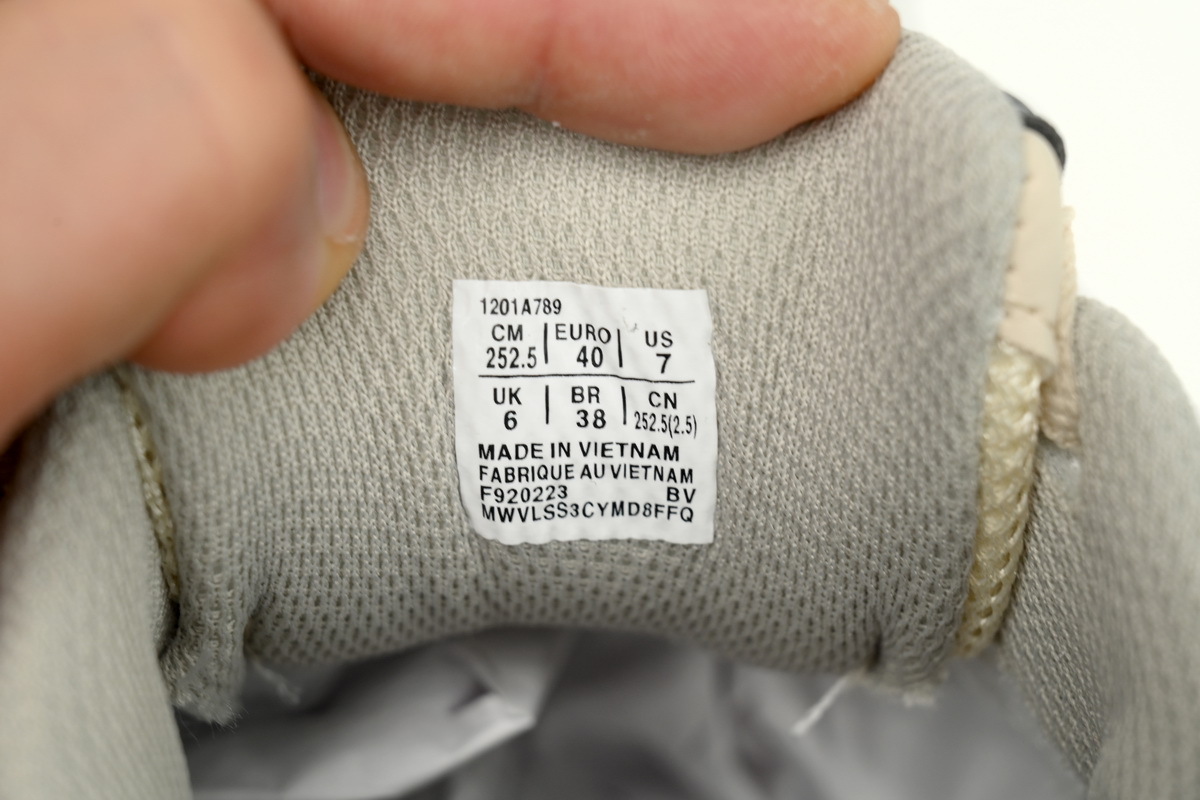 1201A789
CM | EURO | US
252.5 | 40 | 7
UK | BR | CN
6 | 38 | 252.5(2.5)
MADE IN VIETNAM
FABRIQUE AU VIETNAM
F920223 BV
MWVLSS3CYMD8FFQ